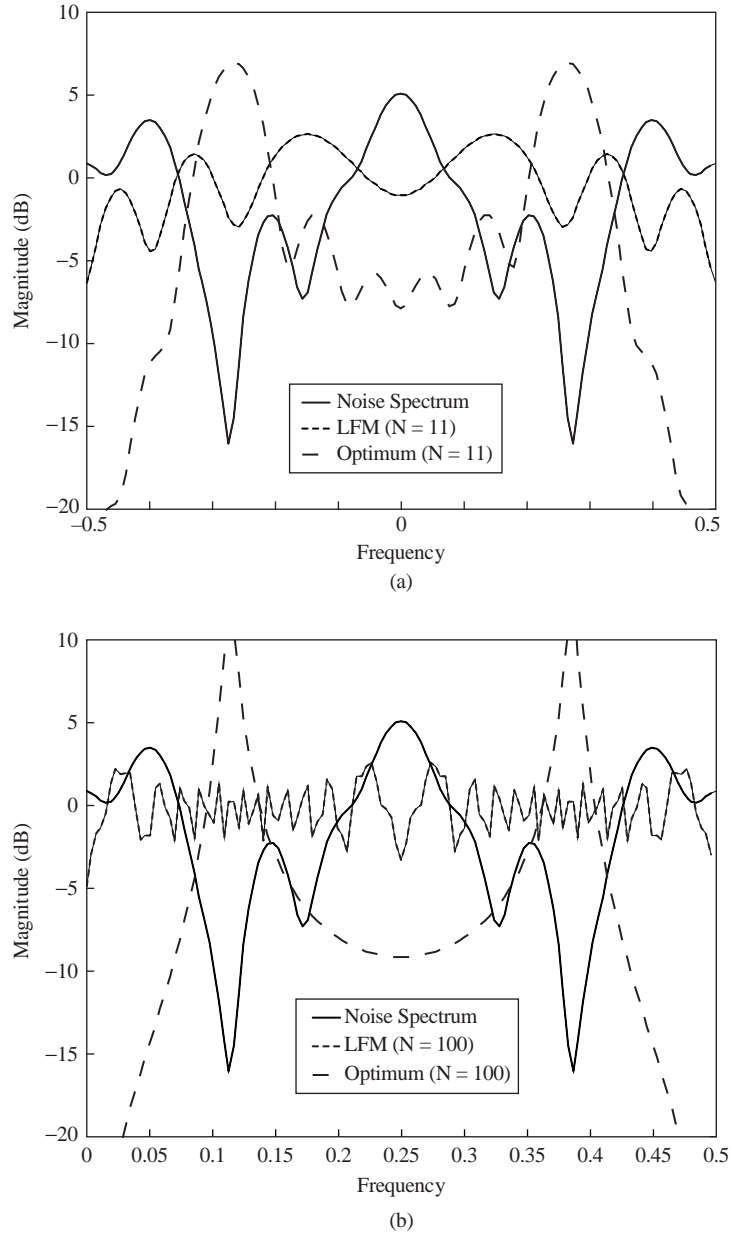 10
5
0
−5
−10
−15
−20
Magnitude (dB)
Noise Spectrum
LFM (N = 11)
Optimum (N = 11)
−0.5
0
0.5
Frequency
(a)
10
5
0
−5
−10
−15
−20
Magnitude (dB)
Noise Spectrum
LFM (N = 100)
Optimum (N = 100)
0
0.05
0.1
0.15
0.2
0.25
0.3
0.35
0.4
0.45
0.5
Frequency
(b)